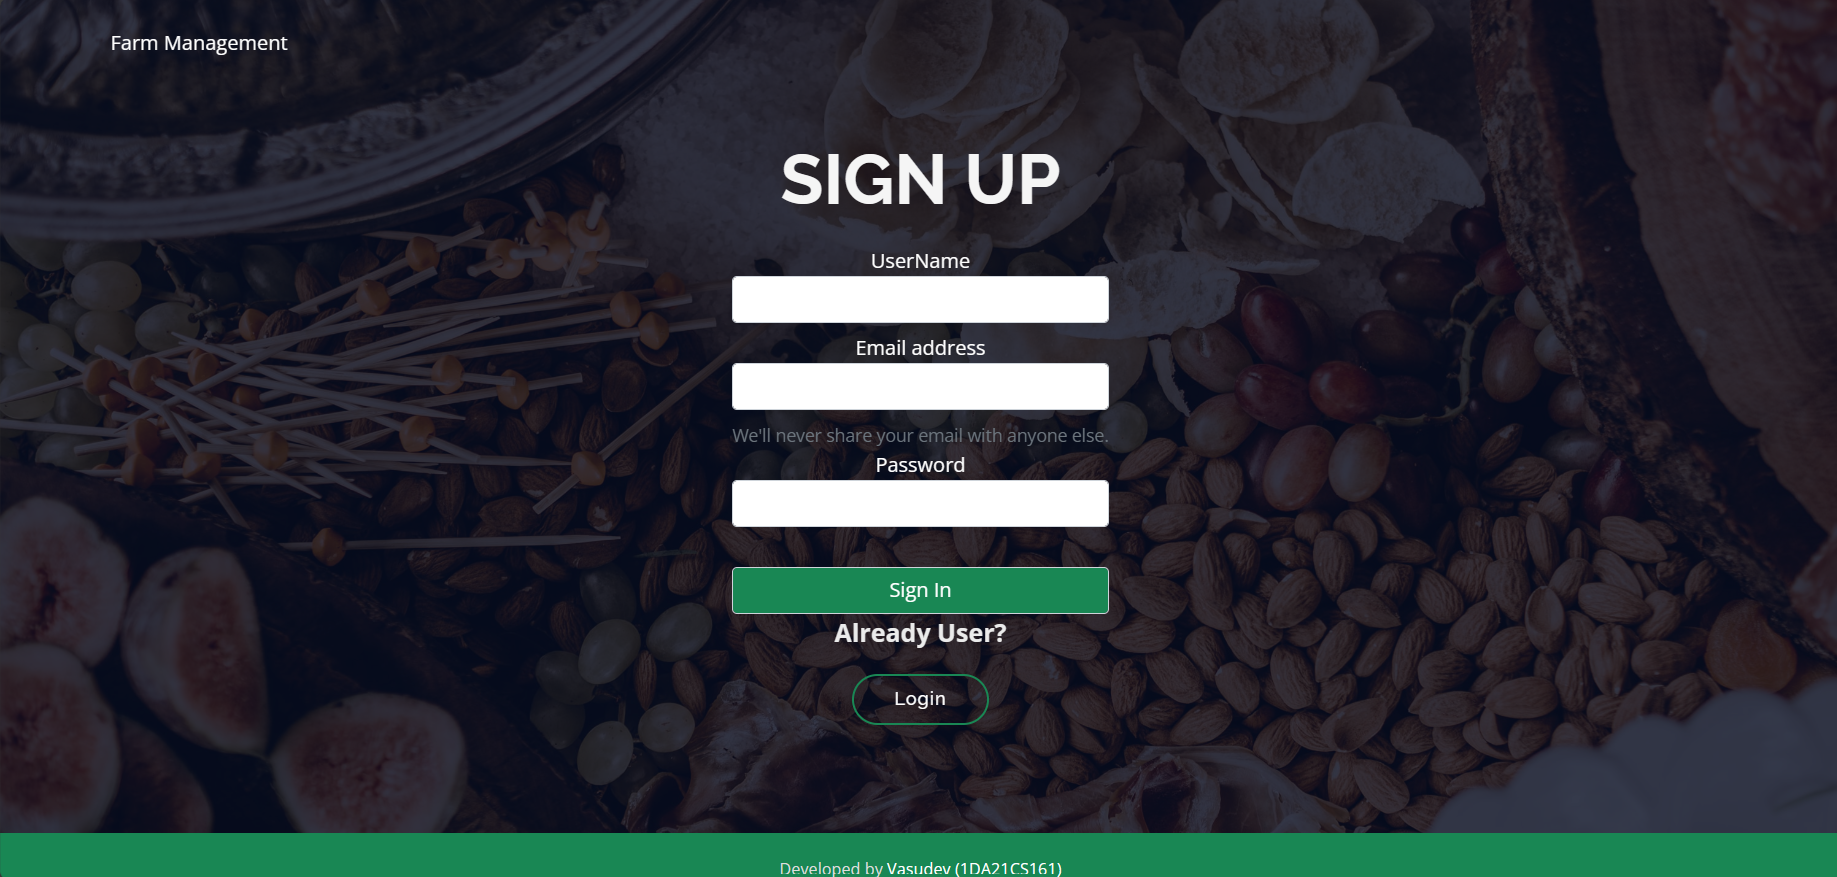 Farm Management
SIGN UP
UserName
Email address
We'll never share your email with anyone else.
Password
Sign In
Already User?
Login
Developed by Vasudev (1DA21CS161)